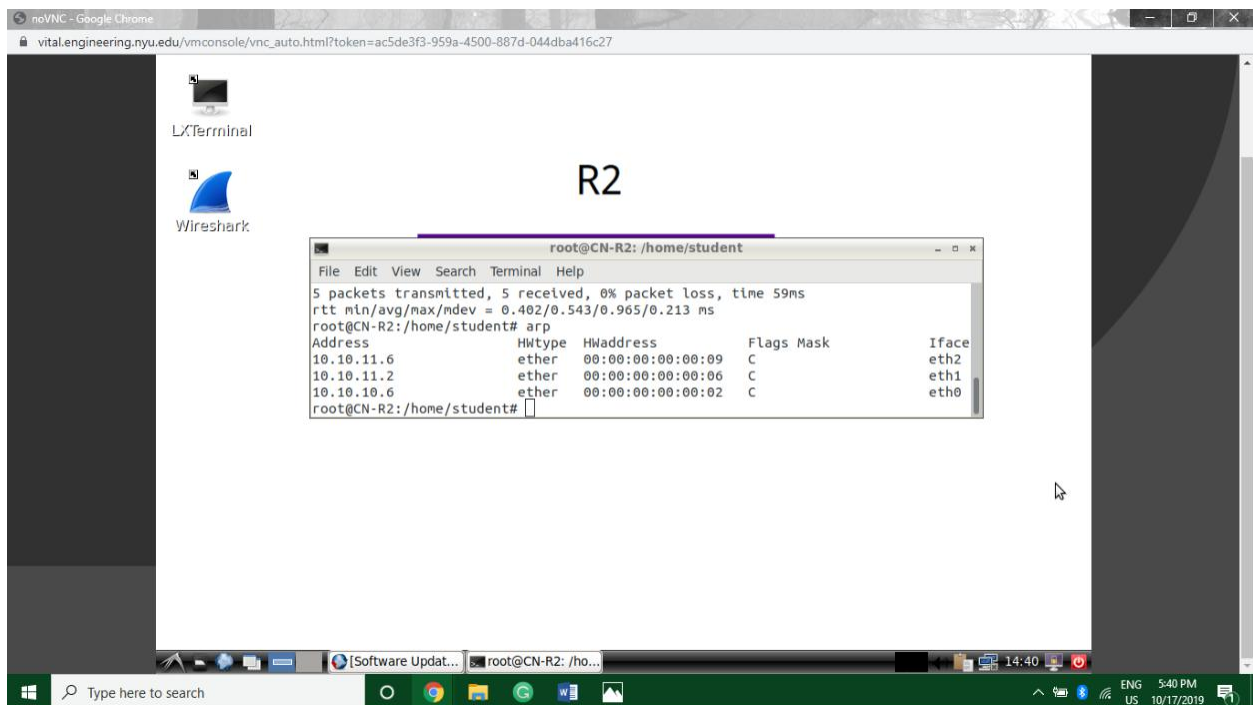 noVNC - Google Chrome
vital.engineering.nyu.edu/vmconsole/vnc_auto.html?token=ac5de3f3-959a-4500-887d-044dba416c27
LXTerminal
R2
Wireshark
root@CN-R2: /home/student
File Edit View Search Terminal Help
5 packets transmitted, 5 received, 0% packet loss, time 59ms
rtt min/avg/max/mdev = 0.402/0.543/0.965/0.213 ms
root@CN-R2:/home/student# arp
Address HWtype HWaddress Flags Mask Iface
10.10.11.6 ether 00:00:00:00:00:09 C eth2
10.10.11.2 ether 00:00:00:00:00:06 C eth1
10.10.10.6 ether 00:00:00:00:00:02 C eth0
root@CN-R2:/home/student#
[Software Updat... root@CN-R2: /ho... 14:40
Type here to search ENG 5:40 PM
US 10/17/2019